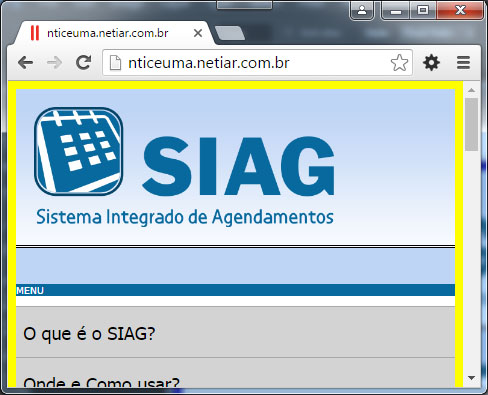 nticeuma.netiar.com.br
nticeuma.netiar.com.br
SIAG
Sistema Integrado de Agendamentos
MENU
O que é o SIAG?
Onde e Como usar?